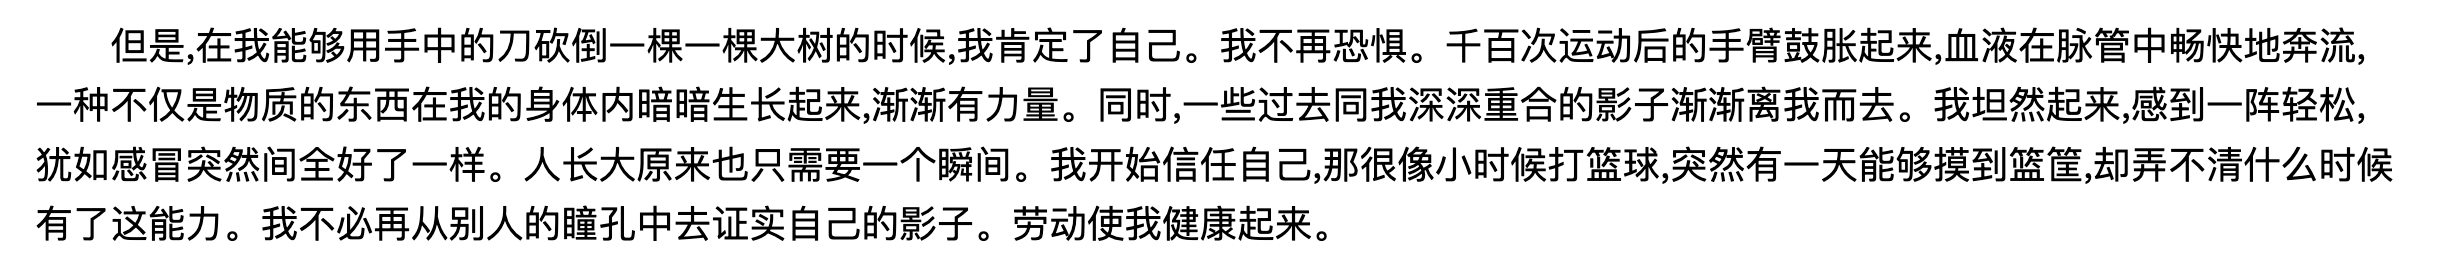 但是,在我能够用手中的刀砍倒一棵一棵大树的时候,我肯定了自己。我不再恐惧。千百次运动后的手臂鼓胀起来,血液在脉管中畅快地奔流,
一种不仅是物质的东西在我的身体内暗暗生长起来,渐渐有力量。同时,一些过去同我深深重合的影子渐渐离我而去。我坦然起来,感到一阵轻松,
犹如感冒突然间全好了一样。人长大原来也只需要一个瞬间。我开始信任自己,那很像小时候打篮球,突然有一天能够摸到篮筐,却弄不清什么时候
有了这能力。我不必再从别人的瞳孔中去证实自己的影子。劳动使我健康起来。